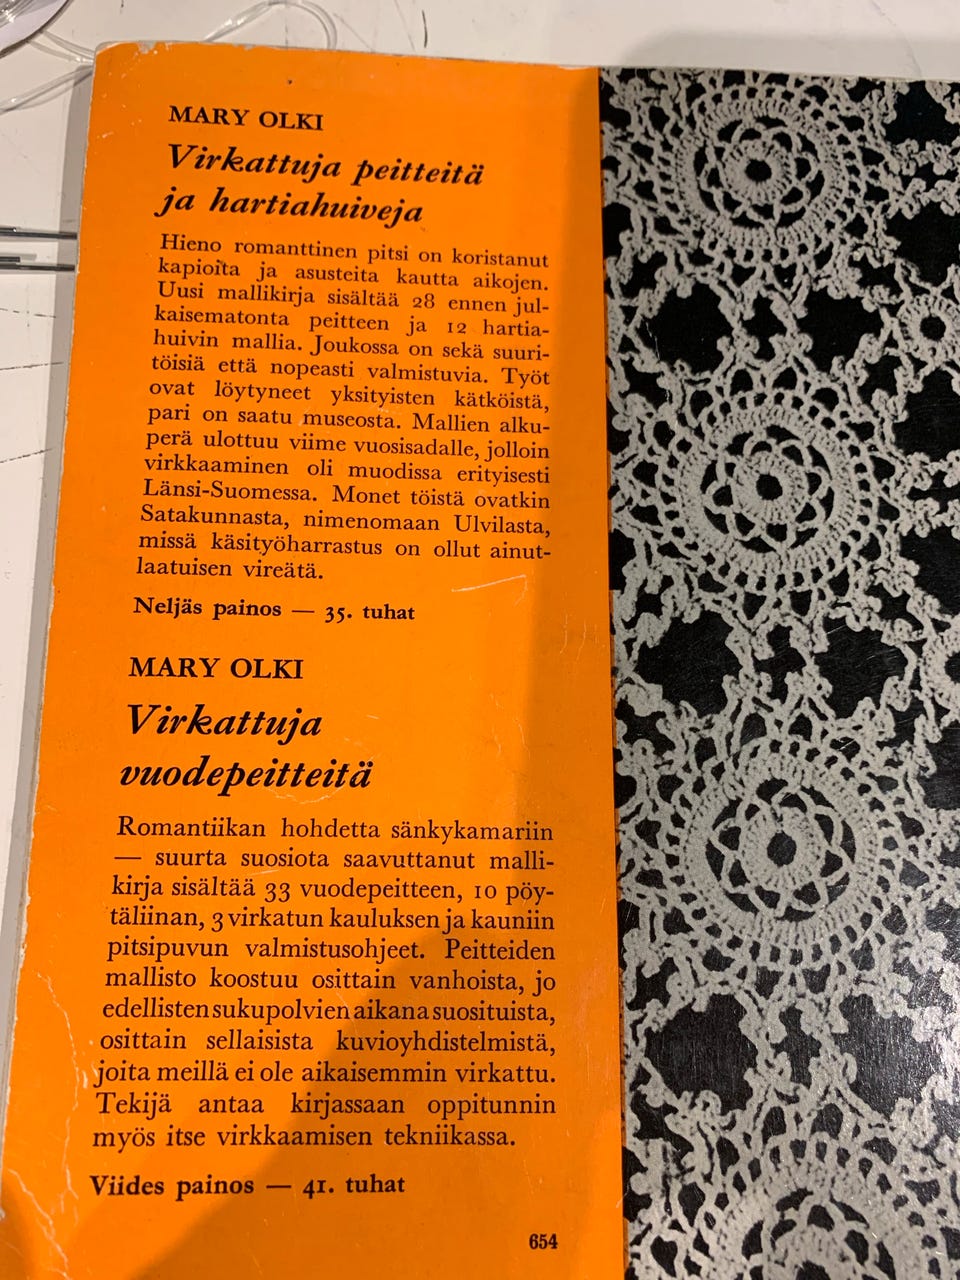 MARY OLKI
Virkattuja peitteitä
ja hartiahuiveja
Hieno romanttinen pitsi on koristanut
kapioita ja asusteita kautta aikojen.
Uusi mallikirja sisältää 28 ennen jul-
kaisematonta peitteen ja 12 hartia-
huivin mallia. Joukossa on sekä suuri-
töisiä että nopeasti valmistuvia. Työt
ovat löytyneet yksityisten kätköistä,
pari on saatu museosta. Mallien alku-
perä ulottuu viime vuosisadalle, jolloin
virkkaaminen oli muodissa erityisesti
Länsi-Suomessa. Monet töistä ovatkin
Satakunnasta, nimenomaan Ulvilasta,
missä käsityöharrastus on ollut ainut-
laatuisen vireätä.
Neljäs painos — 35. tuhat
MARY OLKI
Virkattuja
vuodepeitteitä
Romantiikan hohdetta sänkykamariin
— suurta suosiota saavuttanut malli-
kirja sisältää 33 vuodepeitteen, 10 pöy-
täliinan, 3 virkatun kauluksen ja kauniin
pitsipuvun valmistusohjeet. Peitteiden
mallisto koostuu osittain vanhoista, jo
edellisten sukupolvien aikana suosituista,
osittain sellaisista kuvioyhdistelmistä,
joita meillä ei ole aikaisemmin virkattu.
Tekijä antaa kirjassaan oppitunnin
myös itse virkkaamisen tekniikassa.
Viides painos — 41. tuhat
654